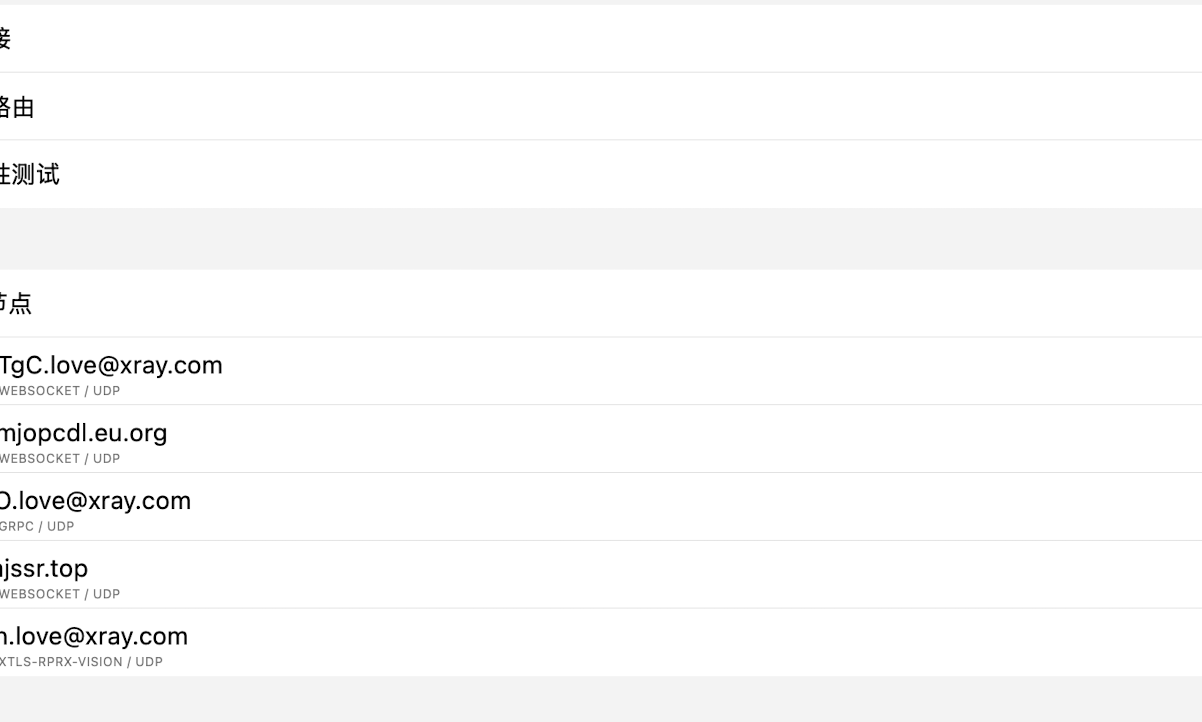 接
路由
性测试
节点
TgC.love@xray.com
WEBSOCKET / UDP
mjopcdl.eu.org
WEBSOCKET / UDP
O.love@xray.com
GRPC / UDP
jssr.top
WEBSOCKET / UDP
n.love@xray.com
XTLS-RPRX-VISION / UDP